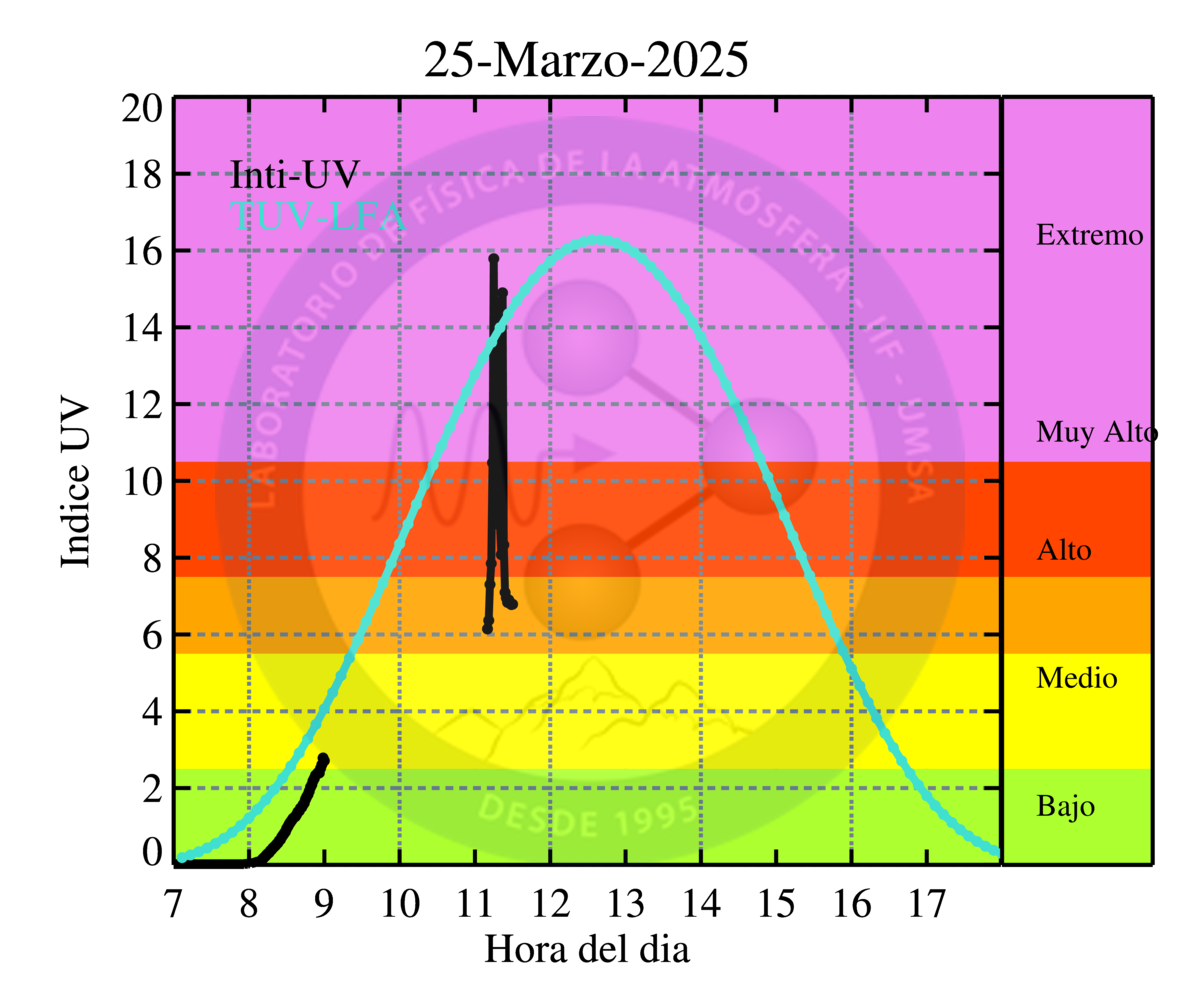 25-Marzo-2025
20
18
16
14
12
10
8
6
4
2
0
Indice UV
Inti-UV
TUV-LFA
LABORATORIO DE FÍSICA DE LA ATMÓSFERA - IIF - UMSA
DESDE 1995
Extremo
Muy Alto
Alto
Medio
Bajo
7 8 9 10 11 12 13 14 15 16 17
Hora del dia